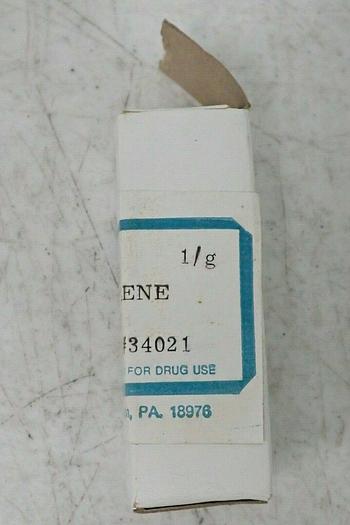 1/g
ENE
#34021
FOR DRUG USE
, PA. 18976